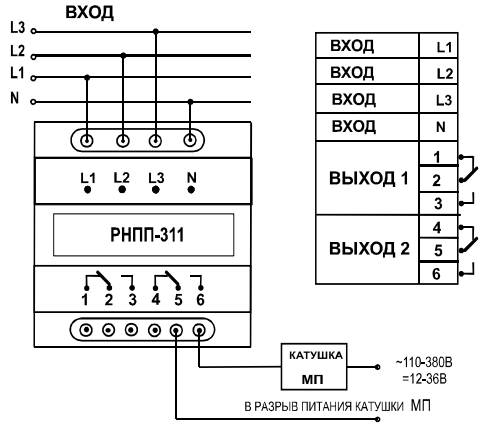 ВХОД
L3
L2
L1
N
L1 L2 L3 N
РНПП-311
1 2 3 4 5 6
КАТУШКА
МП
~110-380В
=12-36В
В РАЗРЫВ ПИТАНИЯ КАТУШКИ МП
ВХОД L1
ВХОД L2
ВХОД L3
ВХОД N
ВЫХОД 1
1
2
3
ВЫХОД 2
4
5
6